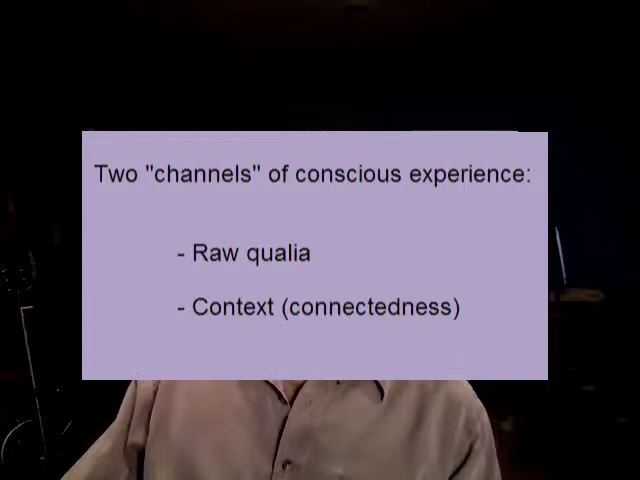 Two "channels" of conscious experience:
- Raw qualia
- Context (connectedness)